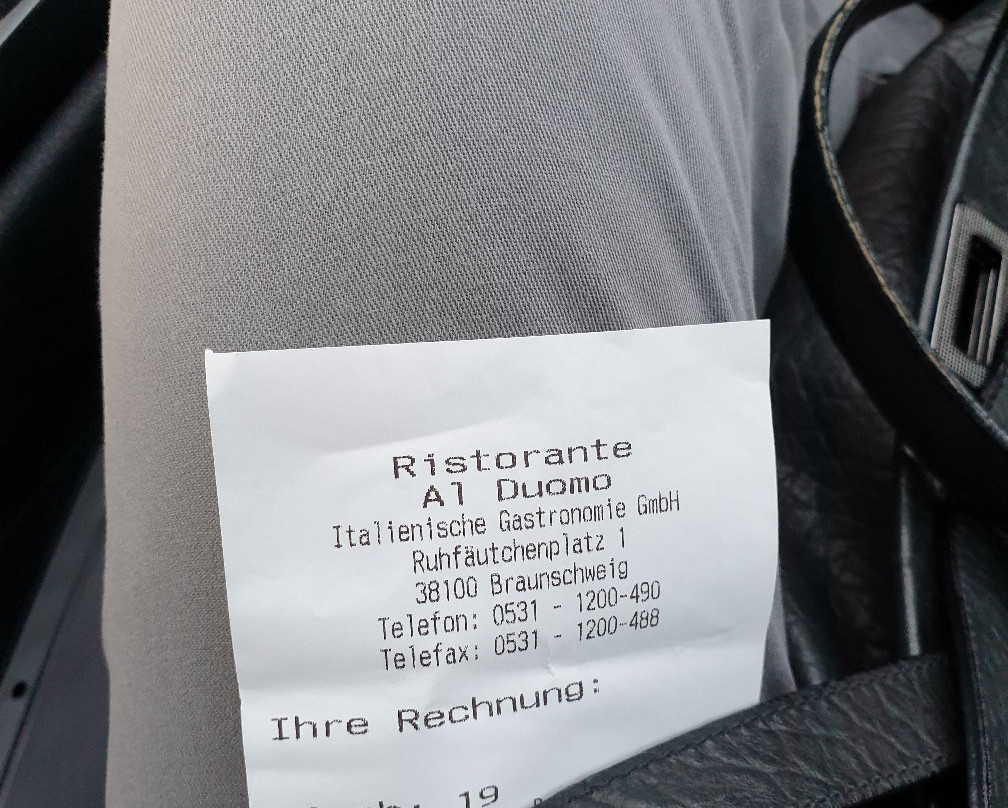 Ristorante
Al Duomo
Italienische Gastronomie GmbH
Ruhfäutchenplatz 1
38100 Braunschweig
Telefon: 0531 - 1200-490
Telefax: 0531 - 1200-488
Ihre Rechnung:
19